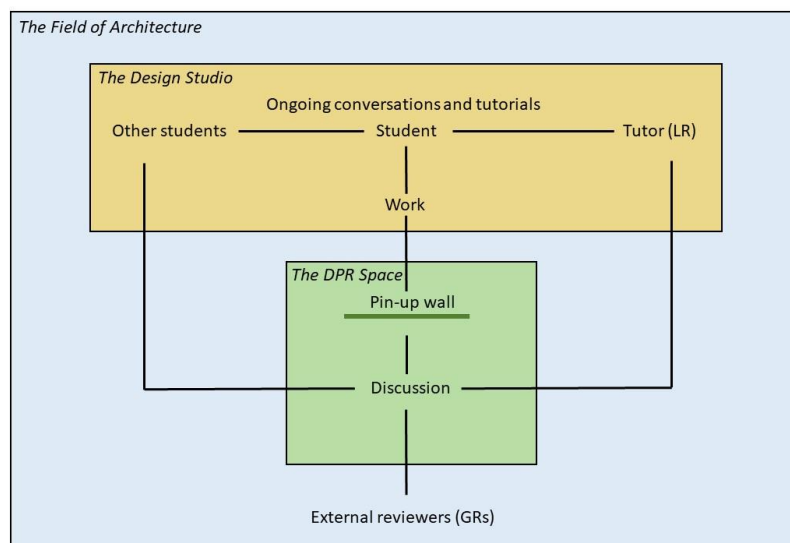 The Field of Architecture
The Design Studio
Ongoing conversations and tutorials
Other students
Student
Tutor (LR)
Work
The DPR Space
Pin-up wall
Discussion
External reviewers (GRs)